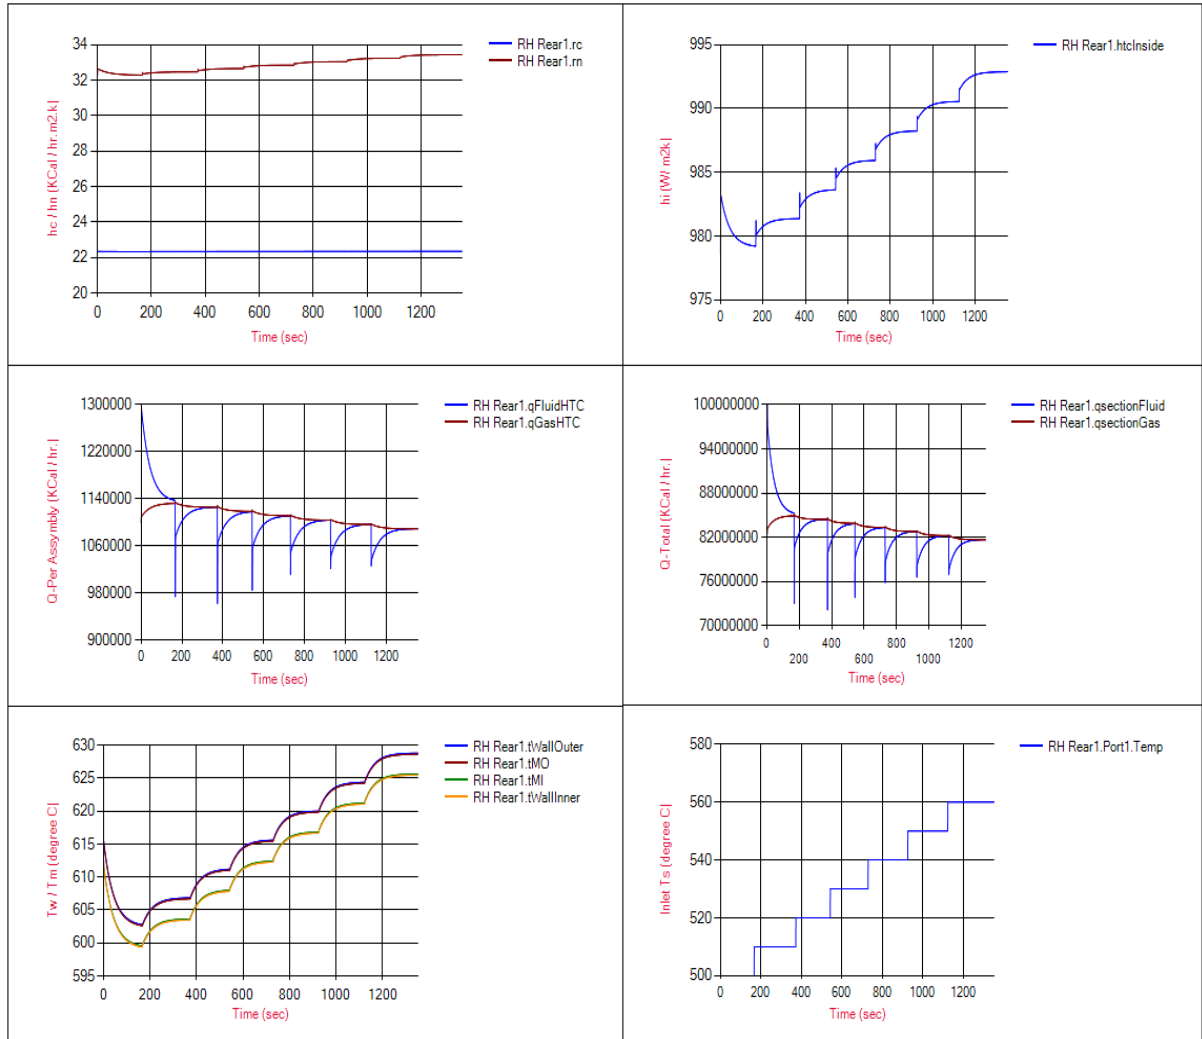 hc / hn (KCal / hr.m2.k|
34
32
30
28
26
24
22
20
0 200 400 600 800 1000 1200
Time (sec)
RH Rear1.rc
RH Rear1.rn
hi (W/ m2k|
995
990
985
980
975
0 200 400 600 800 1000 1200
Time (sec)
RH Rear1.htcInside
Q-Per Assymbly (KCal / hr.|
1300000
1220000
1140000
1060000
980000
900000
0 200 400 600 800 1000 1200
Time (sec)
RH Rear1.qFluidHTC
RH Rear1.qGasHTC
Q-Total (KCal / hr.|
100000000
94000000
88000000
82000000
76000000
70000000
0 400 800 1200
200 600 1000
Time (sec)
RH Rear1.qsectionFluid
RH Rear1.qsectionGas
Tw / Tm (degree C|
630
625
620
615
610
605
600
595
0 200 400 600 800 1000 1200
Time (sec)
RH Rear1.tWallOuter
RH Rear1.tMO
RH Rear1.tMI
RH Rear1.tWallInner
Inlet Ts (degree C|
580
560
540
520
500
0 200 400 600 800 1000 1200
Time (sec)
RH Rear1.Port1.Temp